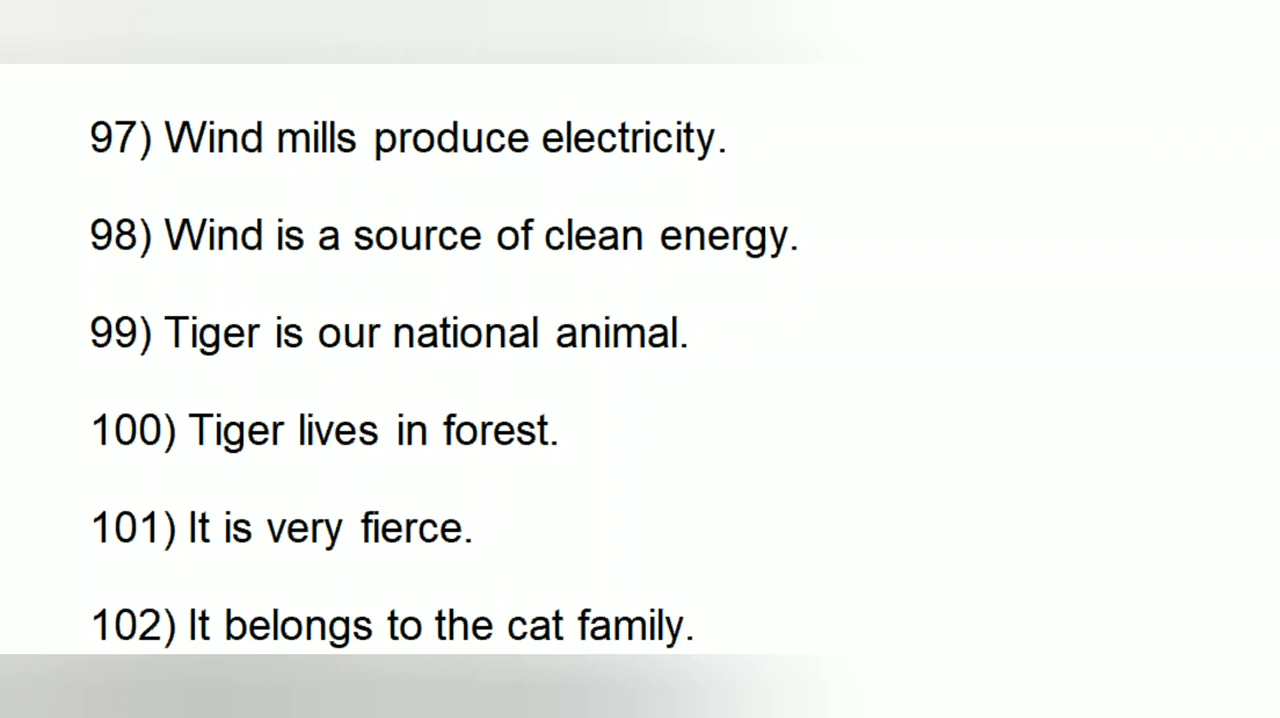 97) Wind mills produce electricity.
98) Wind is a source of clean energy.
99) Tiger is our national animal.
100) Tiger lives in forest.
101) It is very fierce.
102) It belongs to the cat family.